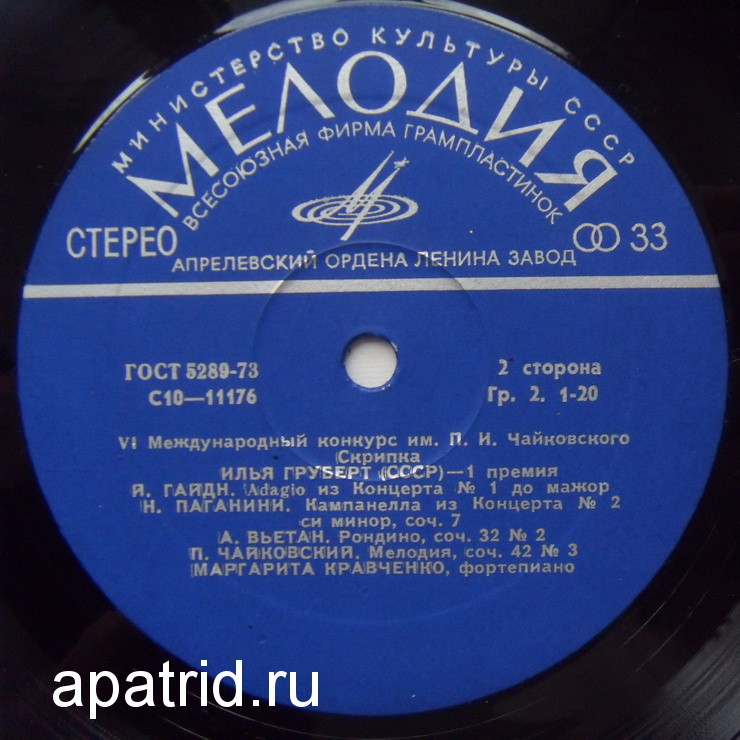 МИНИСТЕРСТВО КУЛЬТУРЫ СССР
МЕЛОДИЯ
ВСЕСОЮЗНАЯ ФИРМА ГРАМПЛАСТИНОК
СТЕРЕО
33
АПРЕЛЕВСКИЙ ОРДЕНА ЛЕНИНА ЗАВОД
ГОСТ 5289-73
2 сторона
С10—11176
Гр. 2. 1-20
VI Международный конкурс им. П. И. Чайковского
Скрипка
ИЛЬЯ ГРУБЕРТ (СССР)—1 премия
Й. ГАЙДН. Adagio из Концерта № 1 до мажор
Н. ПАГАНИНИ. Кампанелла из Концерта № 2
си минор, соч. 7
А. ВЬЕТАН. Рондино, соч. 32 № 2
П. ЧАЙКОВСКИЙ. Мелодия, соч. 42 № 3
МАРГАРИТА КРАВЧЕНКО, фортепиано
apatrid.ru